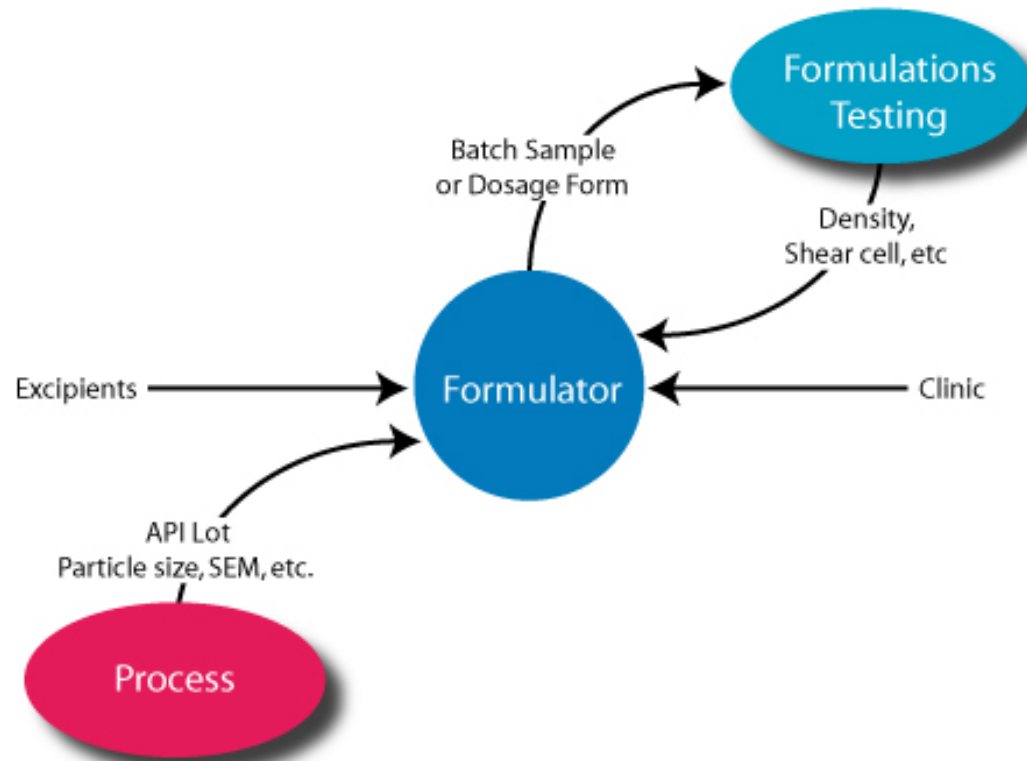 Formulations
Testing
Batch Sample
or Dosage Form
Density,
Shear cell, etc
Excipients
Formulator
Clinic
API Lot
Particle size, SEM, etc.
Process